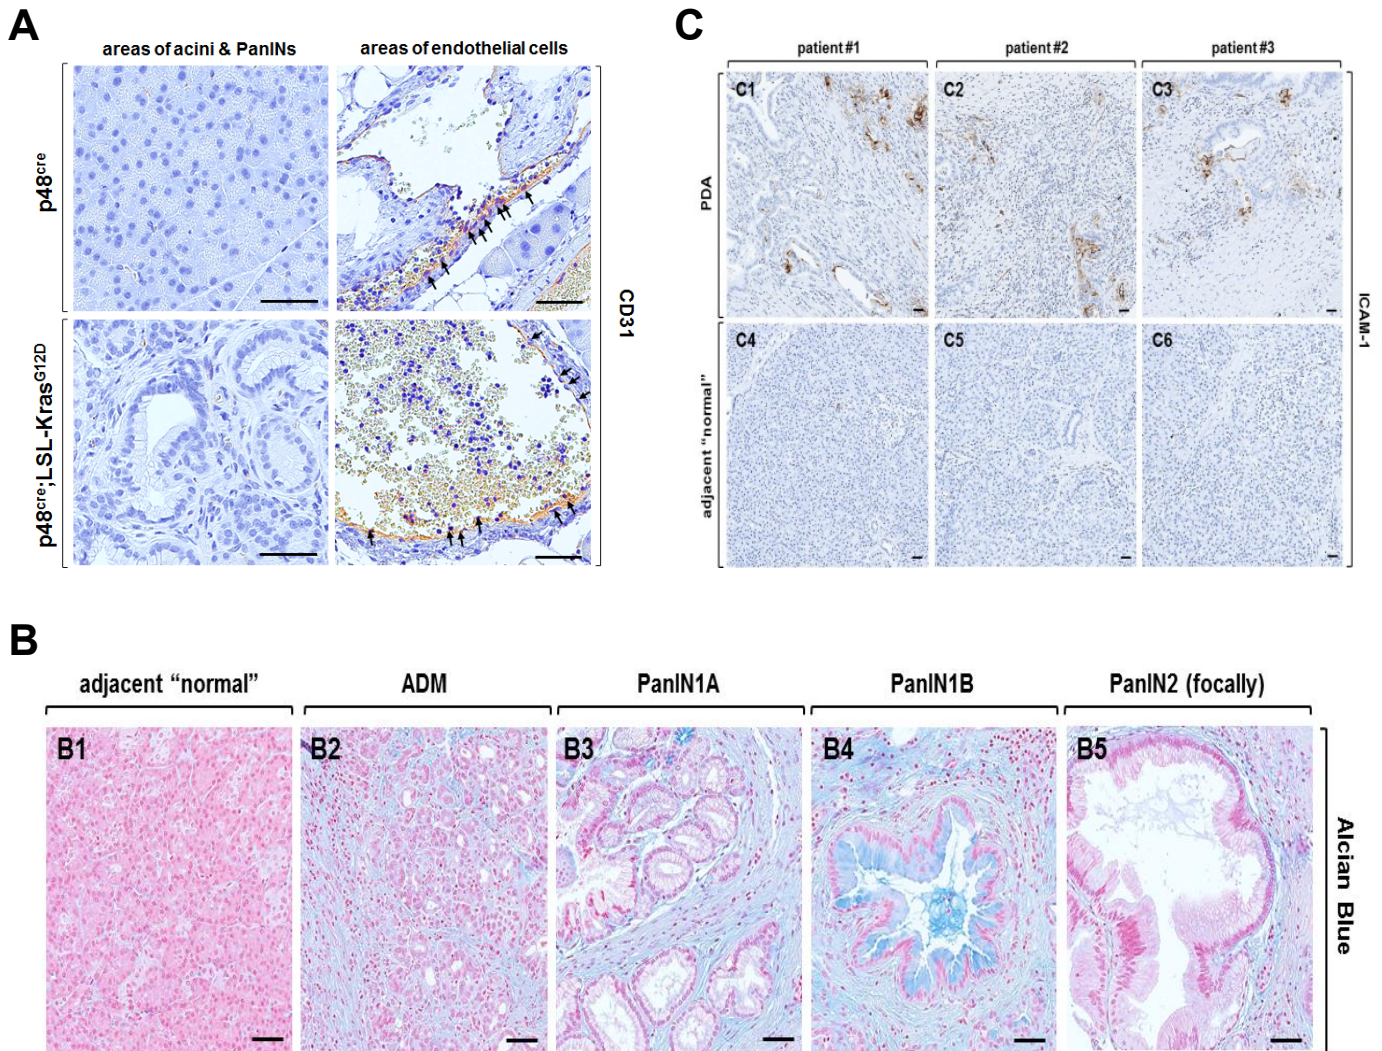 A
areas of acini & PanINs
areas of endothelial cells
p48cre
p48cre;LSL-KrasG12D
CD31
C
patient #1
patient #2
patient #3
C1
C2
C3
PDA
C4
C5
C6
adjacent “normal”
ICAM-1
B
adjacent “normal”
ADM
PanIN1A
PanIN1B
PanIN2 (focally)
B1
B2
B3
B4
B5
Alcian Blue